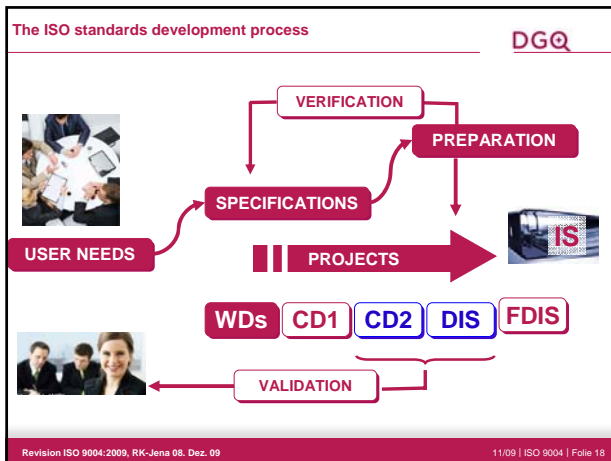 The ISO standards development process
DGQ
VERIFICATION
PREPARATION
SPECIFICATIONS
USER NEEDS
PROJECTS
IS
WDs CD1 CD2 DIS FDIS
VALIDATION
Revision ISO 9004:2009, RK-Jena 08. Dez. 09
11/09 | ISO 9004 | Folie 18